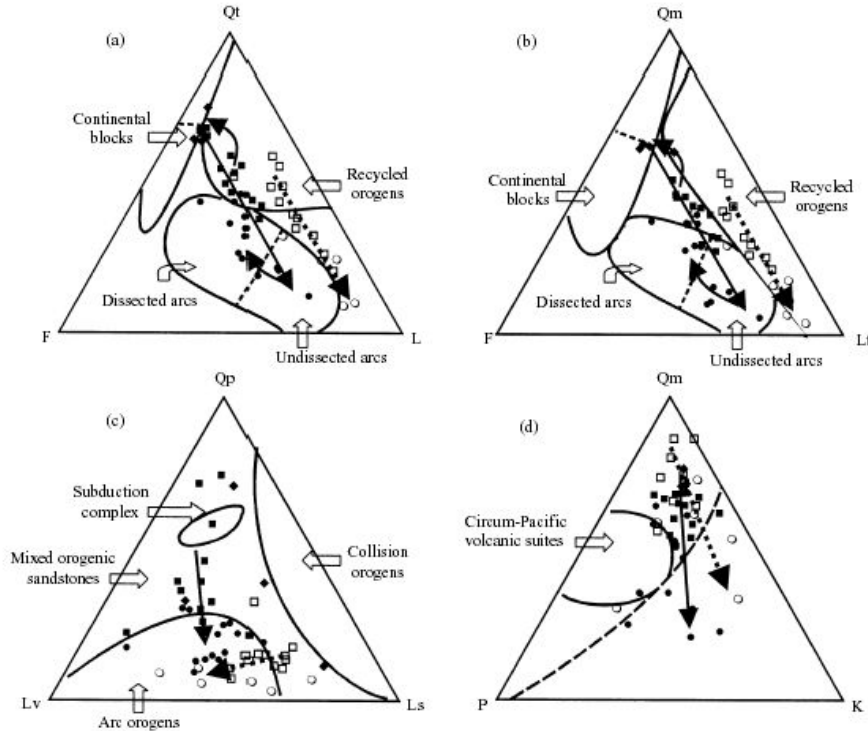 Qt
(a)
Continental
blocks
Recycled
orogens
Dissected arcs
F
L
Undissected arcs
Qm
(b)
Continental
blocks
Recycled
orogens
Dissected arcs
F
Undissected arcs
Qp
(c)
Subduction
complex
Mixed orogenic
sandstones
Collision
orogens
Lv
Ls
Arc orogens
Qm
(d)
Circum-Pacific
volcanic suites
P
K